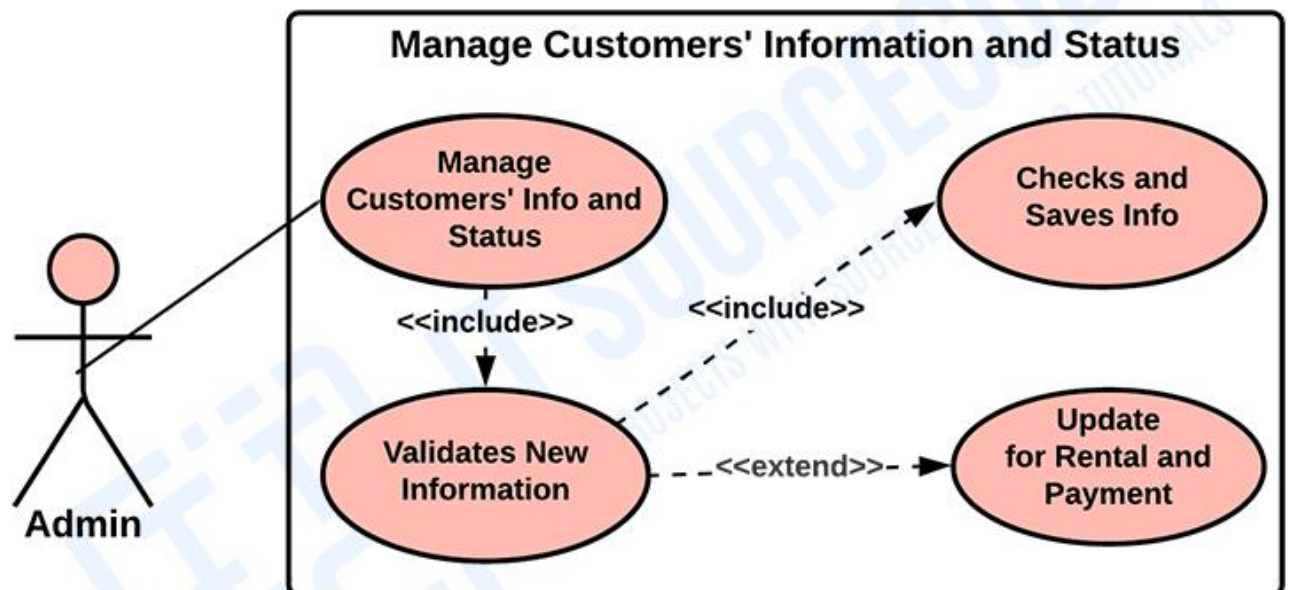 Manage Customers' Information and Status
Manage
Customers' Info and
Status
Checks and
Saves Info
<<include>>
<<include>>
Validates New
Information
<<extend>>
Update
for Rental and
Payment
Admin